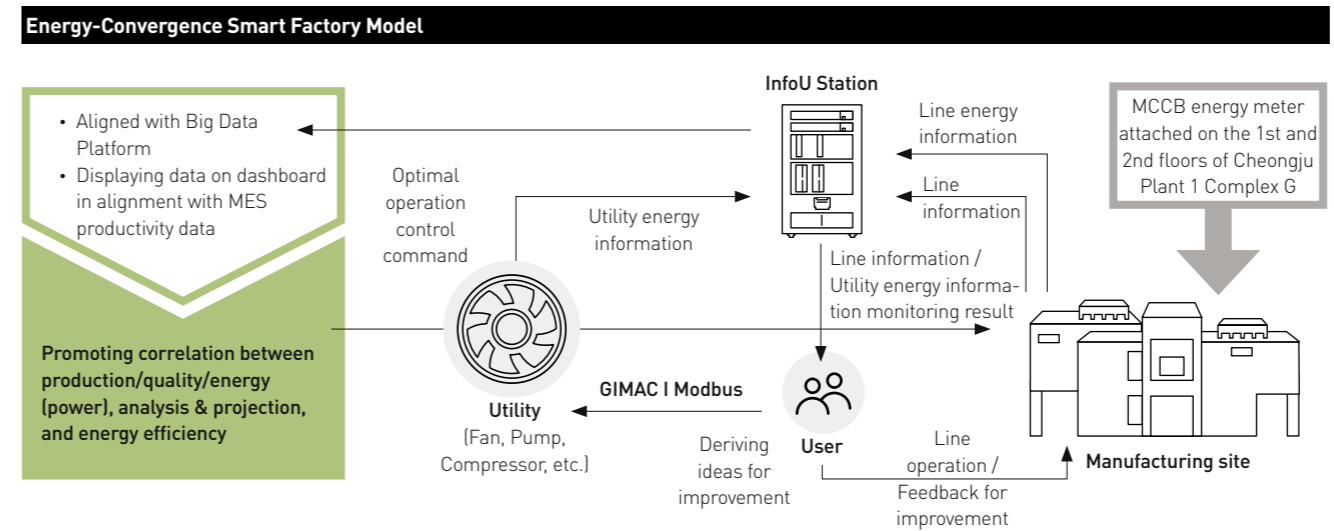 Energy-Convergence Smart Factory Model
• Aligned with Big Data
Platform
• Displaying data on dashboard
in alignment with MES
productivity data
Promoting correlation between
production/quality/energy
(power), analysis & projection,
and energy efficiency
Optimal
operation
control
command
Utility energy
information
InfoU Station
Line energy
information
Line
information
Line information /
Utility energy informa-
tion monitoring result
MCCB energy meter
attached on the 1st and
2nd floors of Cheongju
Plant 1 Complex G
Utility
(Fan, Pump,
Compressor, etc.)
GIMAC I Modbus
Deriving
ideas for
improvement
User
Line
operation /
Feedback for
improvement
Manufacturing site